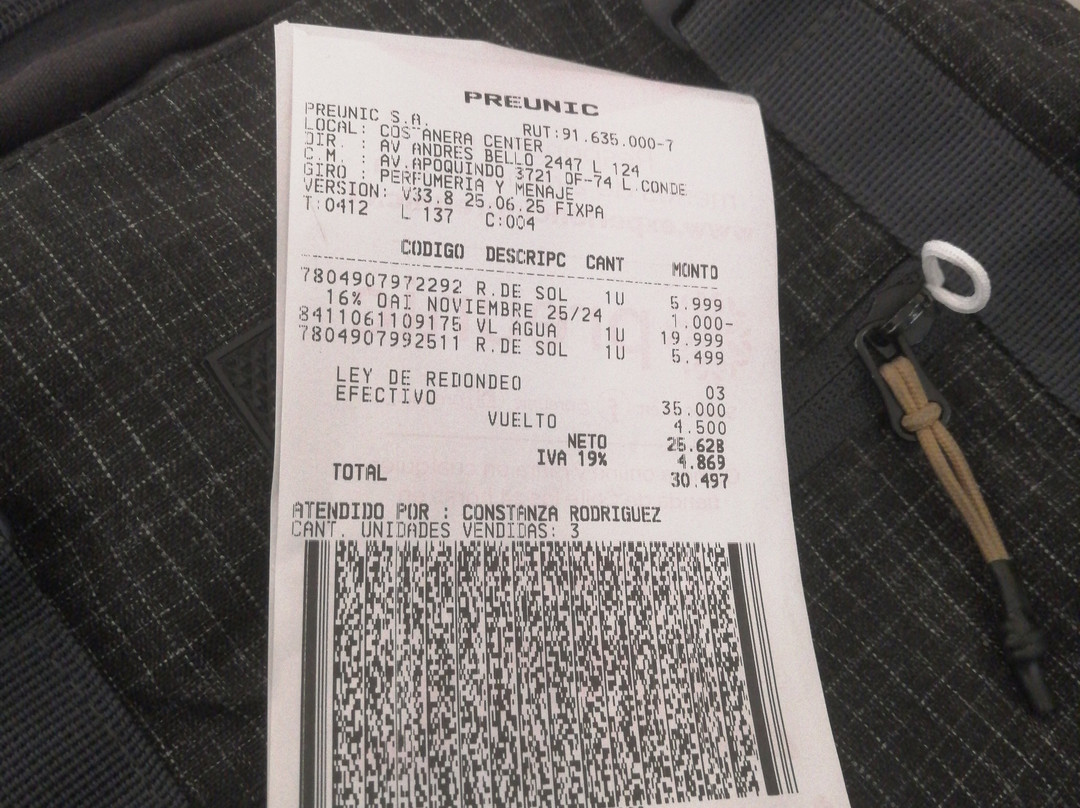 PREUNIC
PREUNIC S.A. RUT:91.635.000-7
LOCAL: COSTANERA CENTER
DIR. : AV ANDRES BELLO 2447 L 124
C.M. : AV.APOQUINDO 3721 OF-74 L.CONDE
GIRO : PERFUMERIA Y MENAJE
VERSION: V33.8 25.06.25 FIXPA
T:0412 L 137 C:004
CODIGO DESCRIPC CANT MONTO
7804907972292 R.DE SOL 1U 5.999
16% OAI NOVIEMBRE 25/24 1.000-
8411061109175 VL AGUA 1U 19.999
7804907992511 R.DE SOL 1U 5.499
LEY DE REDONDEO 03
EFECTIVO 35.000
VUELTO 4.500
NETO 25.628
IVA 19% 4.869
TOTAL 30.497
ATENDIDO POR : CONSTANZA RODRIGUEZ
CANT. UNIDADES VENDIDAS: 3